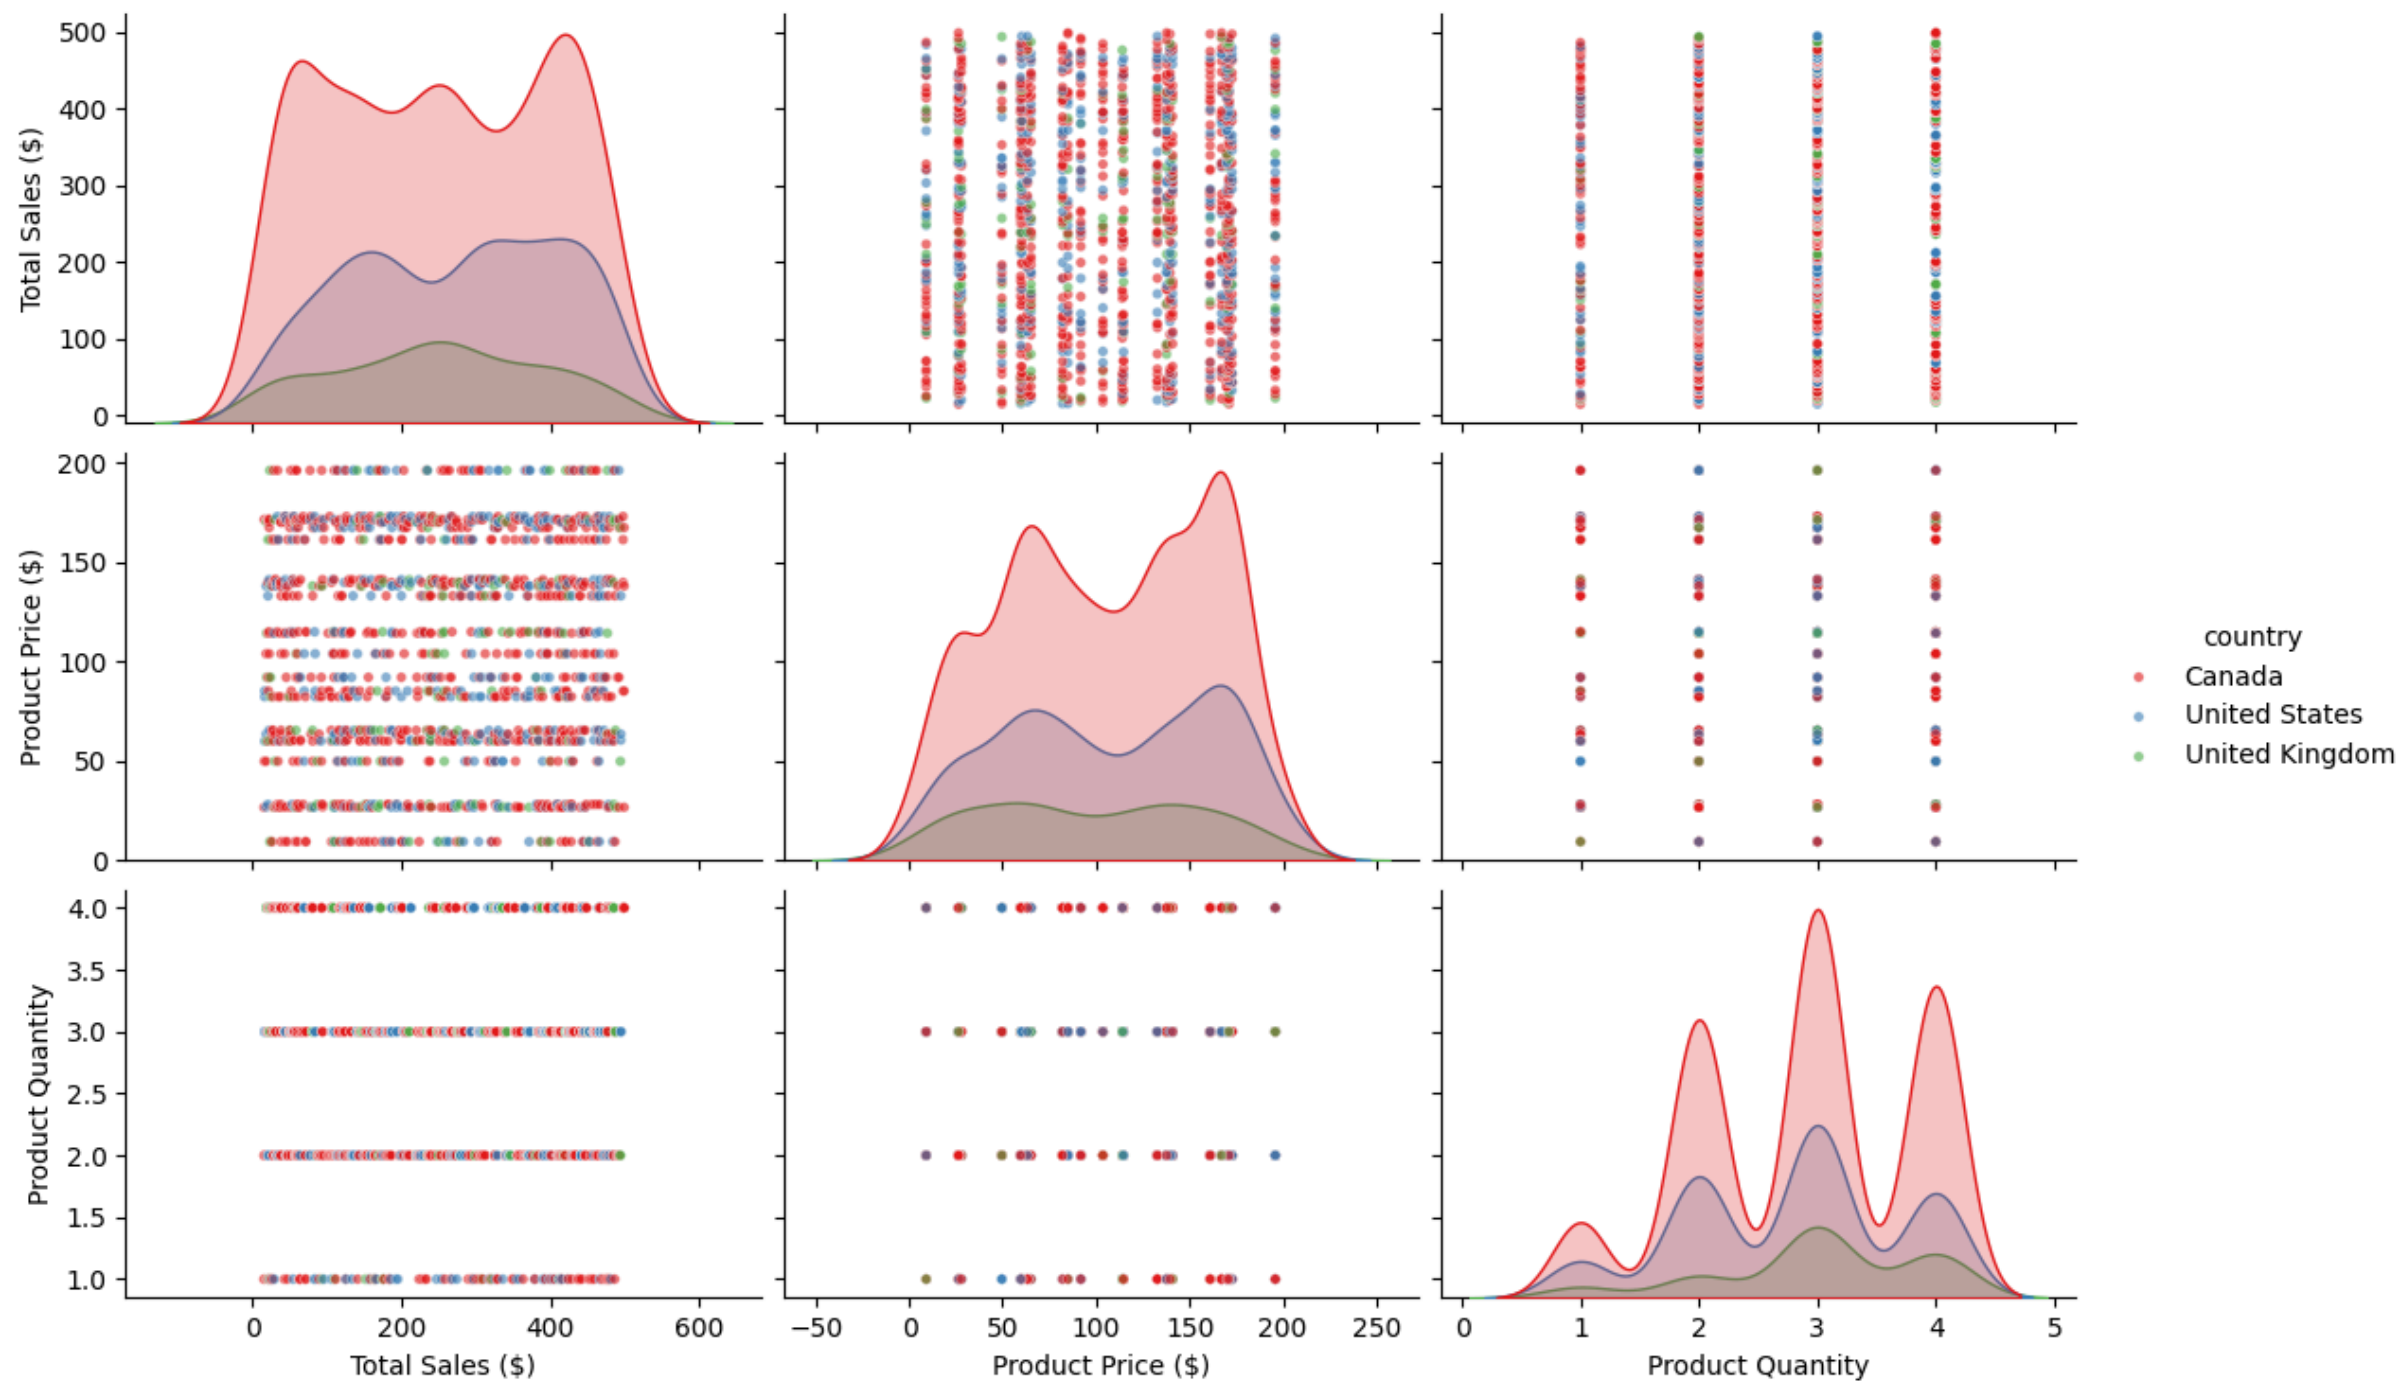 Total Sales ($)
500
400
300
200
100
0
Product Price ($)
200
150
100
50
0
country
Canada
United States
United Kingdom
Product Quantity
4.0
3.5
3.0
2.5
2.0
1.5
1.0
0 200 400 600
−50 0 50 100 150 200 250
0 1 2 3 4 5
Total Sales ($)
Product Price ($)
Product Quantity